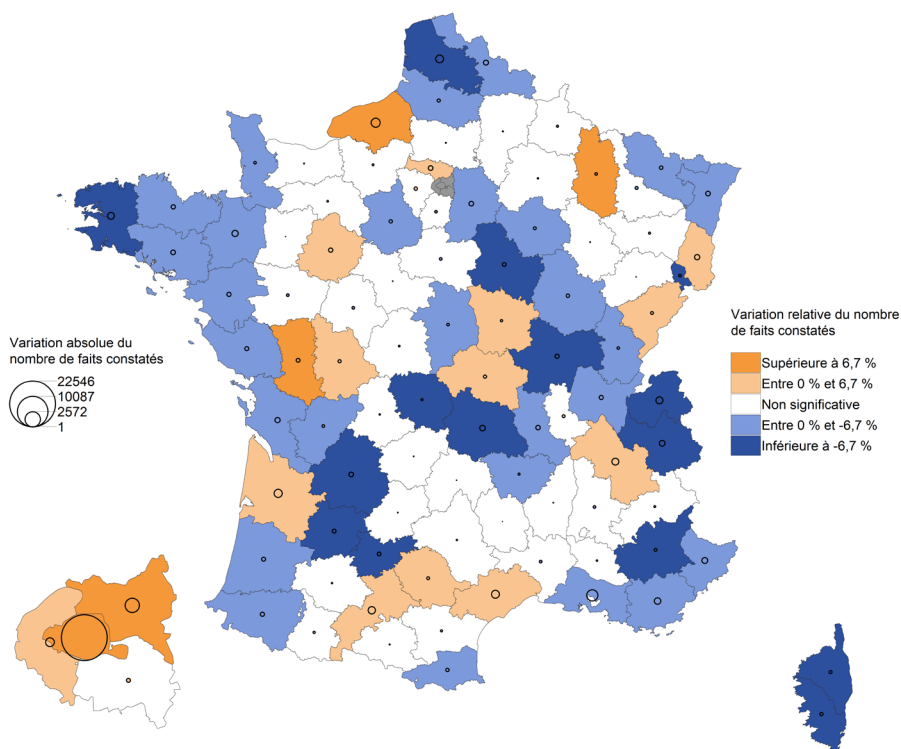 Variation absolue du
nombre de faits constatés
22546
10087
2572
1
Variation relative du nombre
de faits constatés
Supérieure à 6,7 %
Entre 0 % et 6,7 %
Non significative
Entre 0 % et -6,7 %
Inférieure à -6,7 %